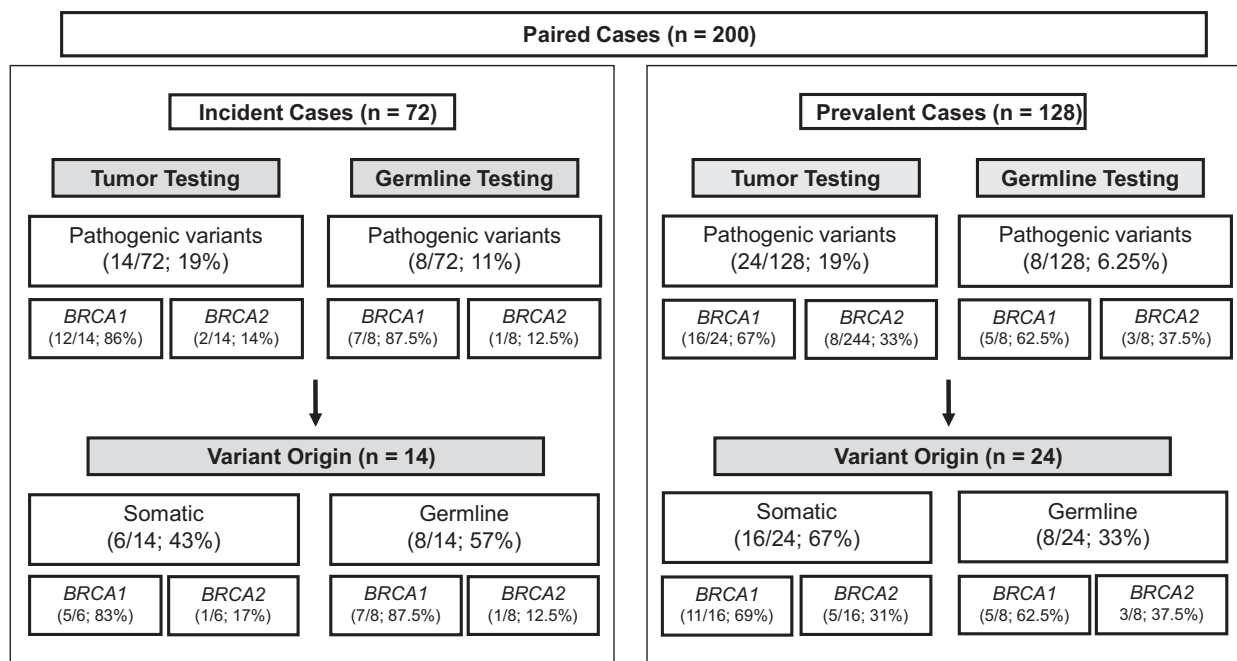 Paired Cases (n = 200)
Incident Cases (n = 72)
Tumor Testing
Germline Testing
Pathogenic variants
(14/72; 19%)
Pathogenic variants
(8/72; 11%)
BRCA1
(12/14; 86%)
BRCA2
(2/14; 14%)
BRCA1
(7/8; 87.5%)
BRCA2
(1/8; 12.5%)
Variant Origin (n = 14)
Somatic
(6/14; 43%)
Germline
(8/14; 57%)
BRCA1
(5/6; 83%)
BRCA2
(1/6; 17%)
BRCA1
(7/8; 87.5%)
BRCA2
(1/8; 12.5%)
Prevalent Cases (n = 128)
Tumor Testing
Germline Testing
Pathogenic variants
(24/128; 19%)
Pathogenic variants
(8/128; 6.25%)
BRCA1
(16/24; 67%)
BRCA2
(8/244; 33%)
BRCA1
(5/8; 62.5%)
BRCA2
(3/8; 37.5%)
Variant Origin (n = 24)
Somatic
(16/24; 67%)
Germline
(8/24; 33%)
BRCA1
(11/16; 69%)
BRCA2
(5/16; 31%)
BRCA1
(5/8; 62.5%)
BRCA2
3/8; 37.5%)